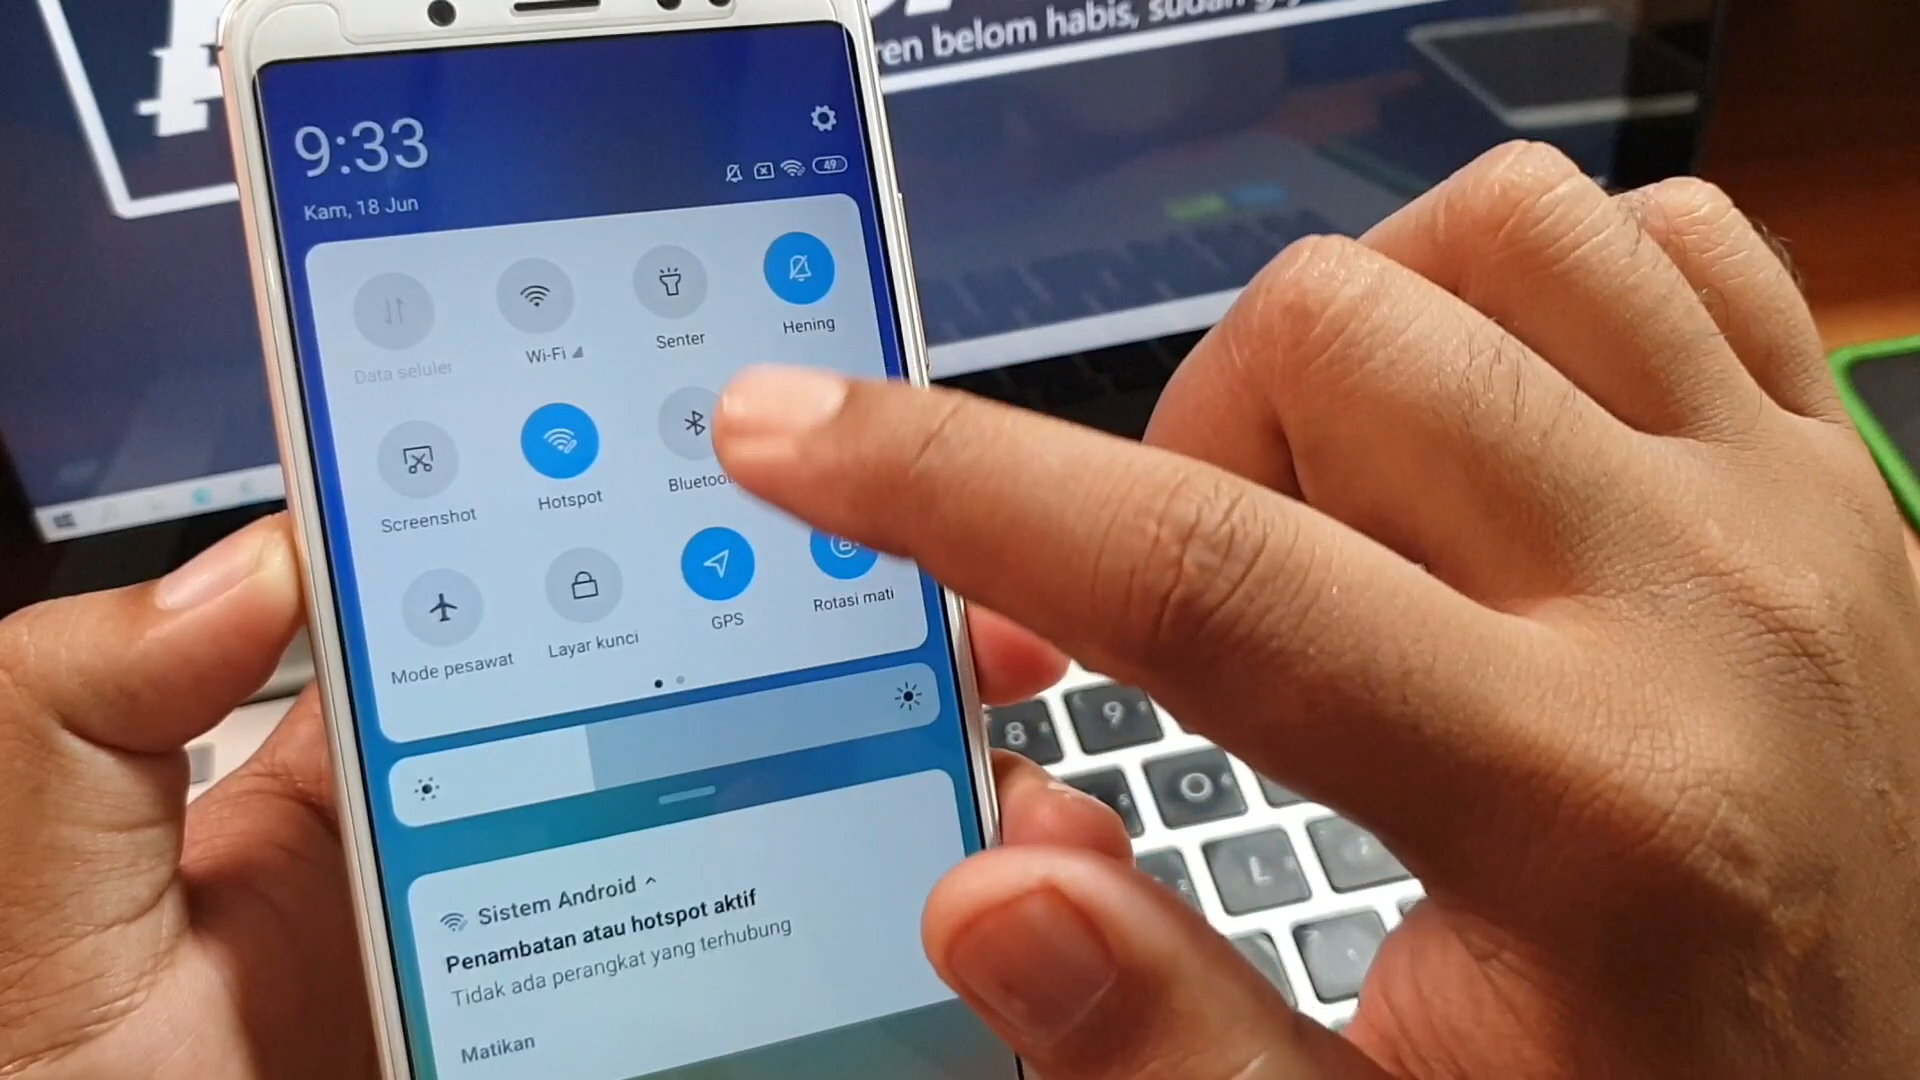 ren belom habis, sudah
9:33
49
Kam, 18 Jun
Data seluler
Wi-Fi
Senter
Hening
Screenshot
Hotspot
Bluetoot
Mode pesawat
Layar kunci
GPS
Rotasi mati
Sistem Android
Penambatan atau hotspot aktif
Tidak ada perangkat yang terhubung
Matikan
8 9
O
L